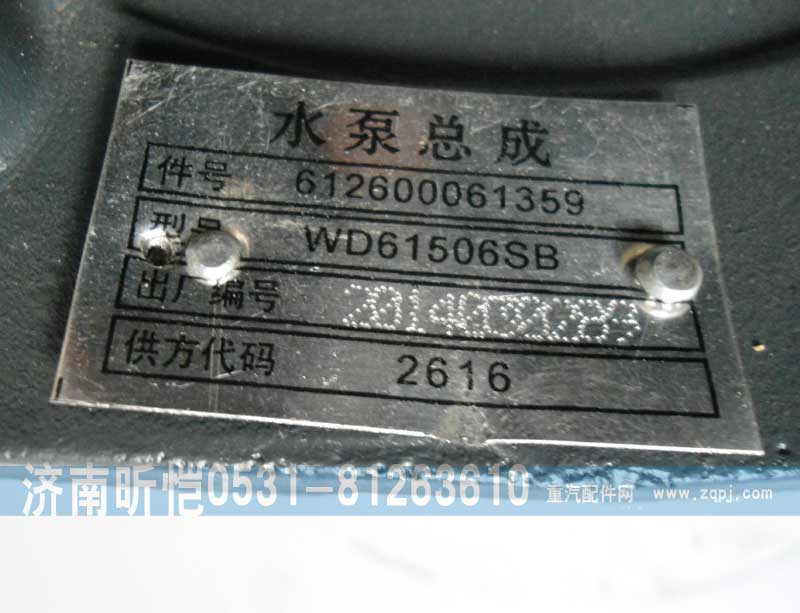 水泵总成
件号 612600061359
型号 WD61506SB
出厂编号
供方代码 2616
济南昕恺0531-81263610
重汽配件网 www.zqpj.com